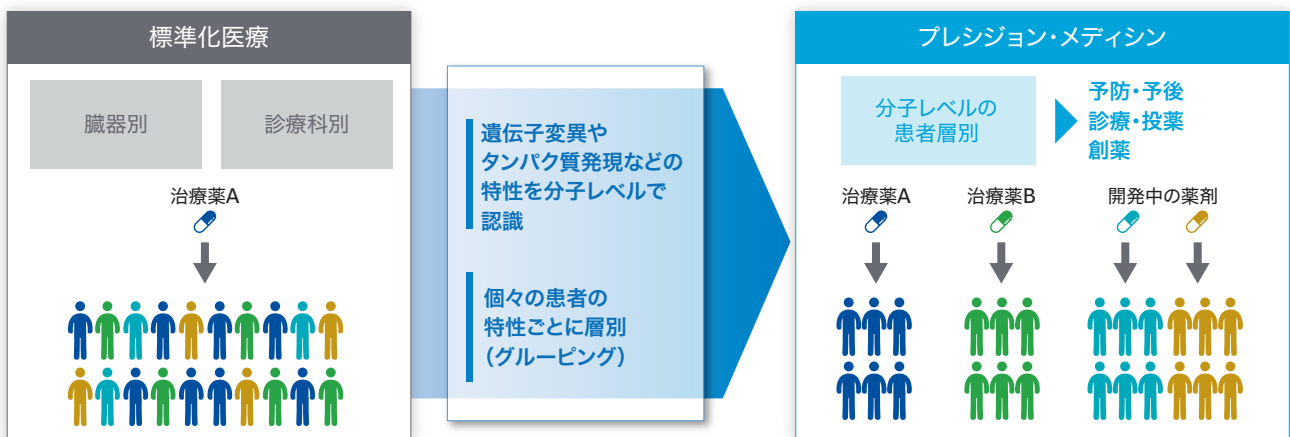 標準化医療
臓器別
診療科別
治療薬A
遺伝子変異や
タンパク質発現などの
特性を分子レベルで
認識
個々の患者の
特性ごとに層別
（グルーピング）
プレシジョン・メディシン
分子レベルの
患者層別
予防・予後
診療・投薬
創薬
治療薬A
治療薬B
開発中の薬剤